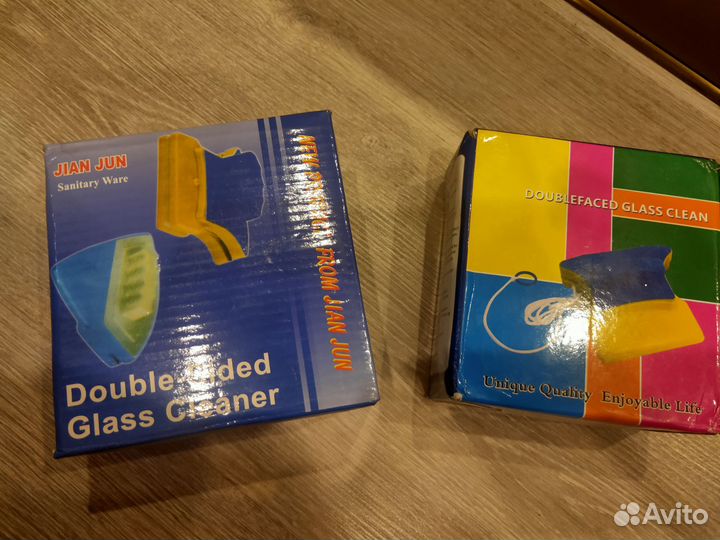 JIAN JUN
Sanitary Ware
FROM JIAN JUN
Double Sided
Glass Cleaner
DOUBLEFACED GLASS CLEAN
Unique Quality Enjoyable Life
Avito